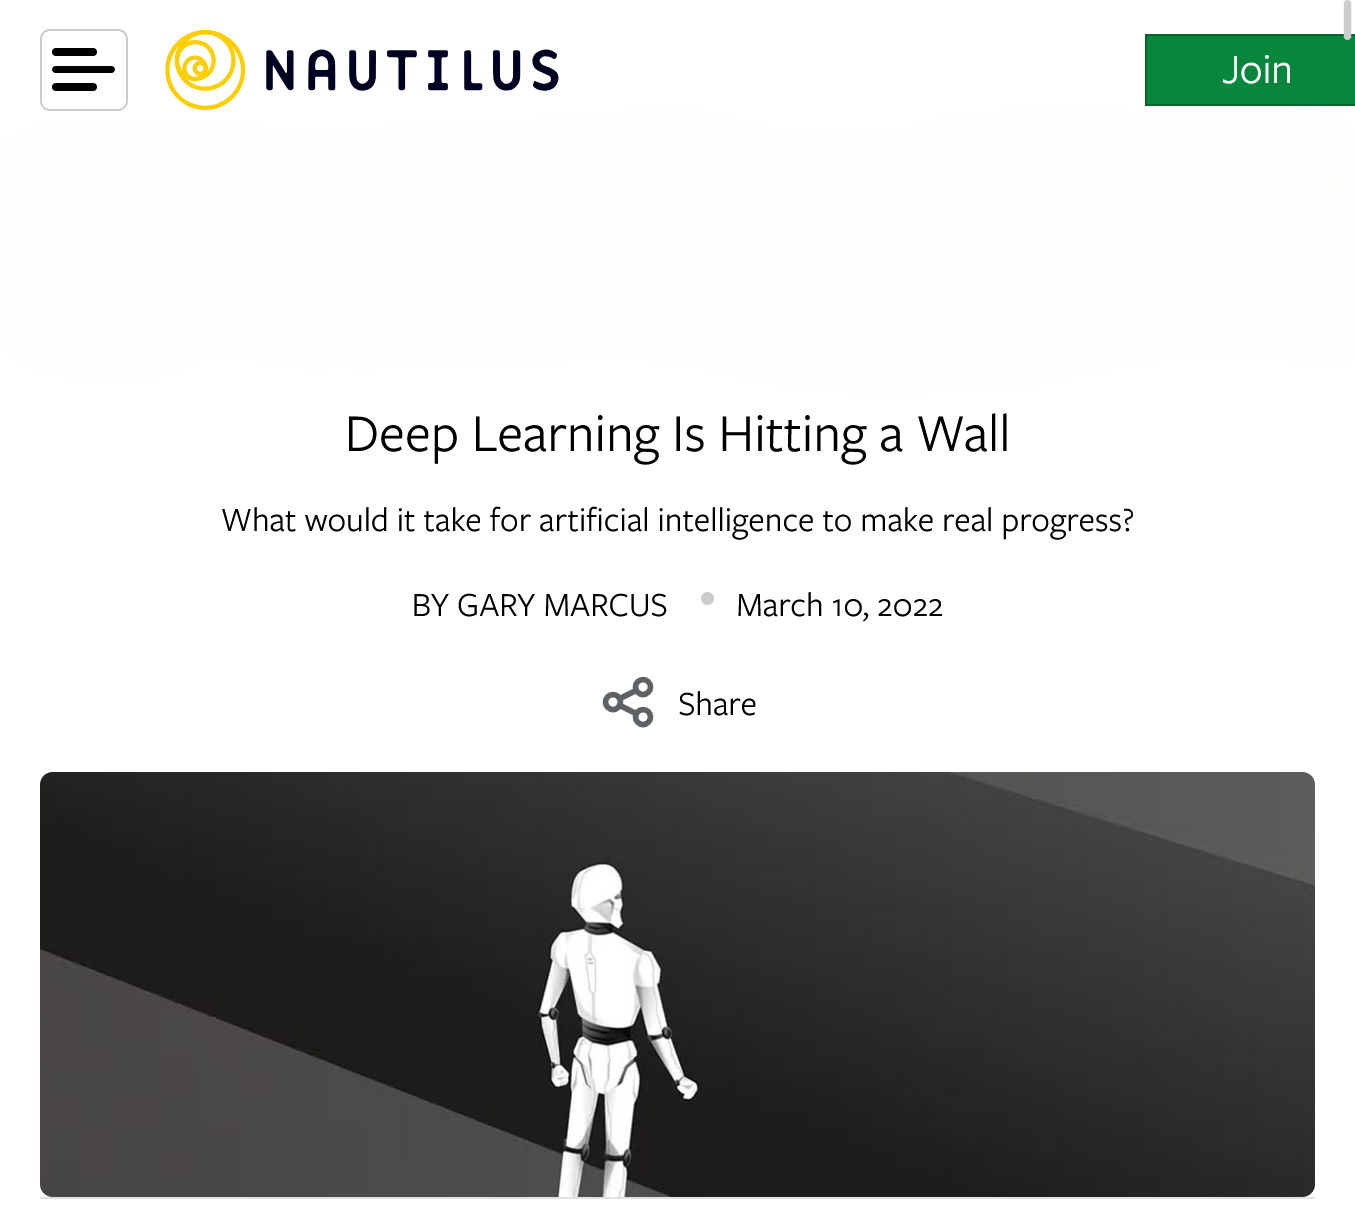 NAUTILUS
Join
Deep Learning Is Hitting a Wall
What would it take for artificial intelligence to make real progress?
BY GARY MARCUS • March 10, 2022
Share